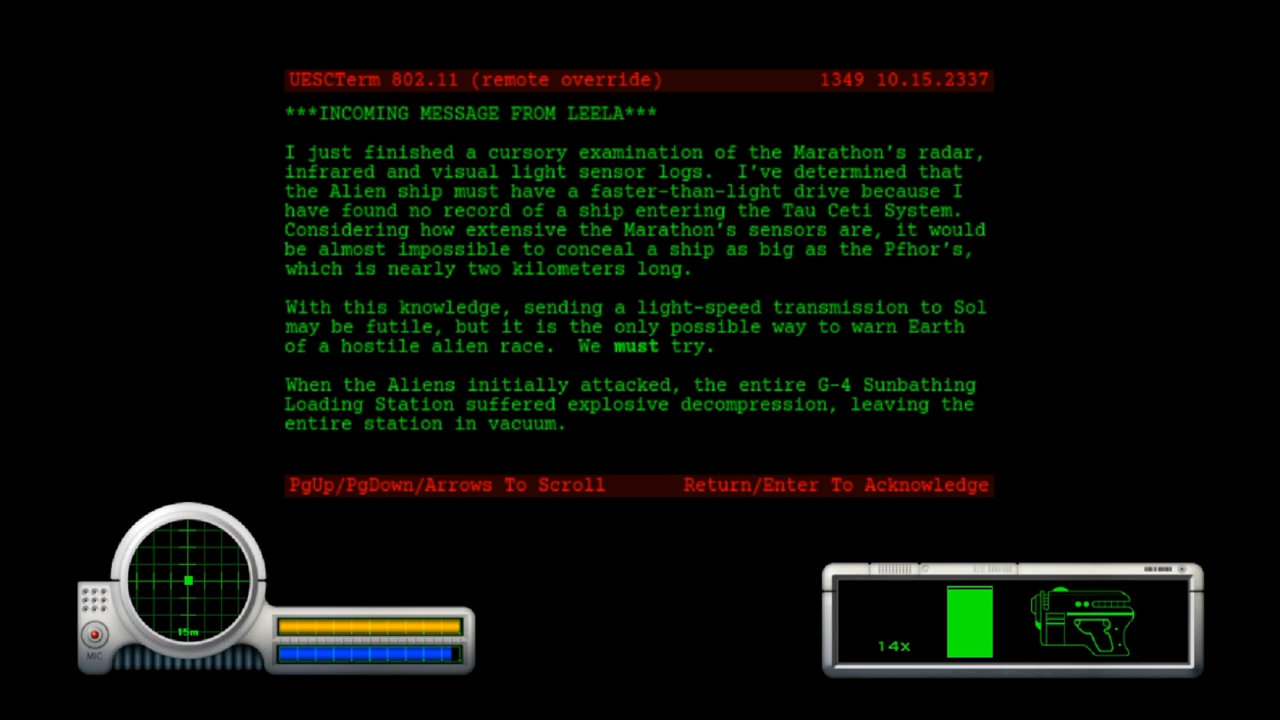 UESCTerm 802.11 (remote override) 1349 10.15.2337
***INCOMING MESSAGE FROM LEELA***
I just finished a cursory examination of the Marathon's radar,
infrared and visual light sensor logs.  I've determined that
the Alien ship must have a faster-than-light drive because I
have found no record of a ship entering the Tau Ceti System.
Considering how extensive the Marathon's sensors are, it would
be almost impossible to conceal a ship as big as the Pfhor's,
which is nearly two kilometers long.
With this knowledge, sending a light-speed transmission to Sol
may be futile, but it is the only possible way to warn Earth
of a hostile alien race.  We must try.
When the Aliens initially attacked, the entire G-4 Sunbathing
Loading Station suffered explosive decompression, leaving the
entire station in vacuum.
PgUp/PgDown/Arrows To Scroll Return/Enter To Acknowledge
15m
MIC
14x